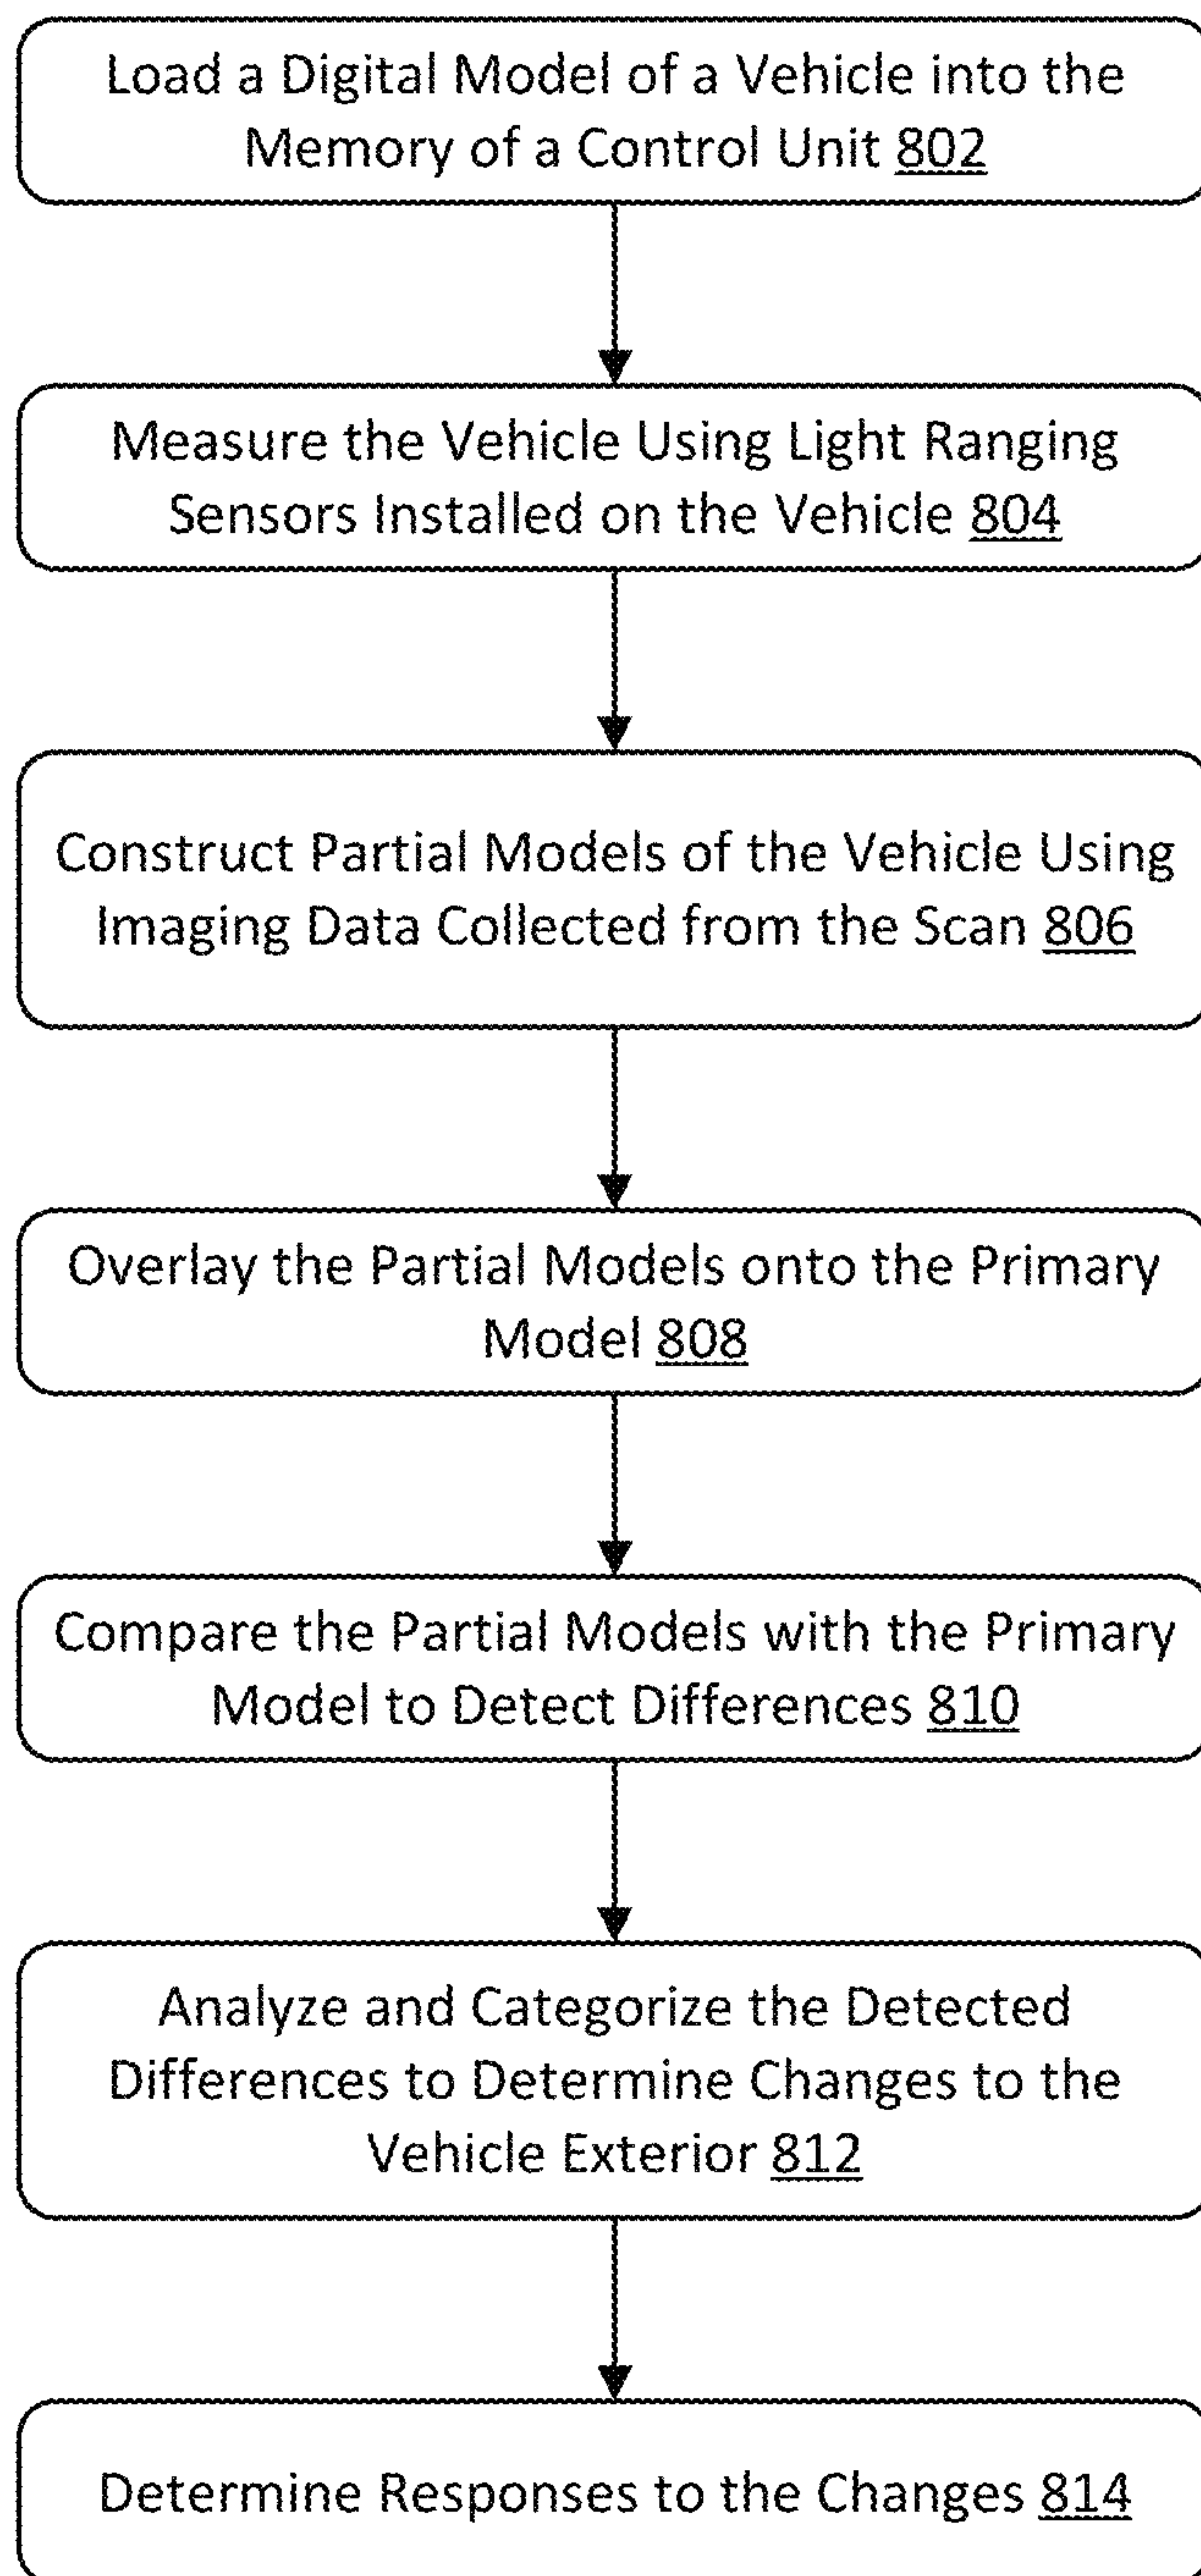 Load a Digital Model of a Vehicle into the
Memory of a Control Unit 802
Measure the Vehicle Using Light Ranging
Sensors Installed on the Vehicle 804
Construct Partial Models of the Vehicle Using
Imaging Data Collected from the Scan 806
Overlay the Partial Models onto the Primary
Model 808
Compare the Partial Models with the Primary
Model to Detect Differences 810
Analyze and Categorize the Detected
Differences to Determine Changes to the
Vehicle Exterior 812
Determine Responses to the Changes 814